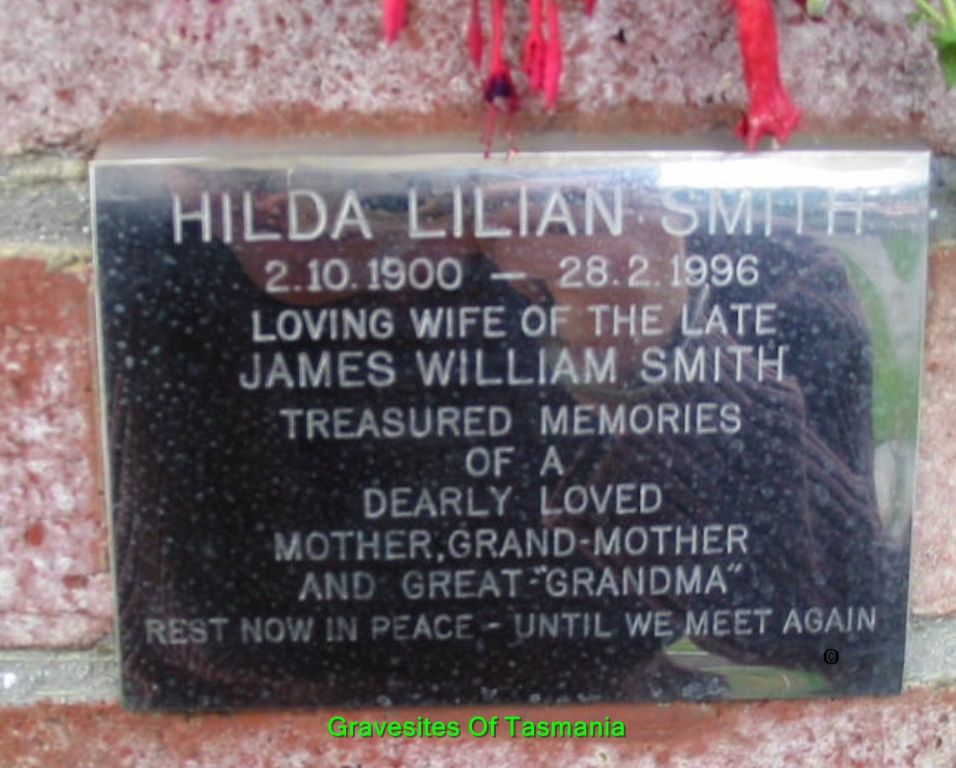 HILDA LILIAN SMITH
2.10.1900 — 28.2.1996
LOVING WIFE OF THE LATE
JAMES WILLIAM SMITH
TREASURED MEMORIES
OF A
DEARLY LOVED
MOTHER,GRAND-MOTHER
AND GREAT-"GRANDMA"
REST NOW IN PEACE - UNTIL WE MEET AGAIN
©
Gravesites Of Tasmania